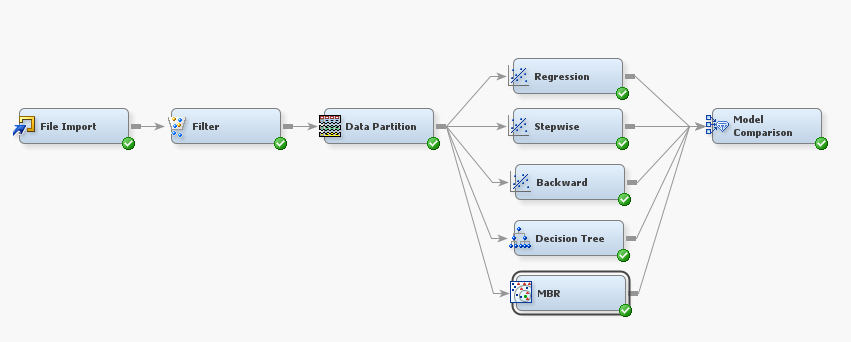 File Import
Filter
Data Partition
Regression
Stepwise
Backward
Decision Tree
MBR
Model
Comparison